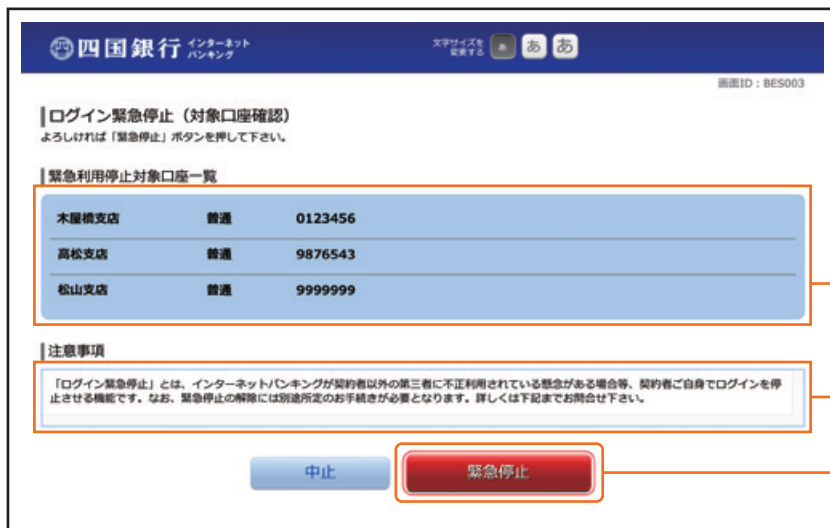 四国銀行 インターネット
バンキング
文字サイズを
変更する
あ あ あ
画面ID:BES003
ログイン緊急停止(対象口座確認)
よろしければ「緊急停止」ボタンを押して下さい。
緊急利用停止対象口座一覧
木屋橋支店 普通 0123456
高松支店 普通 9876543
松山支店 普通 9999999
注意事項
「ログイン緊急停止」とは、インターネットバンキングが契約者以外の第三者に不正利用されている懸念がある場合等、契約者ご自身でログインを停
止させる機能です。なお、緊急停止の解除には別途所定のお手続きが必要となります。詳しくは下記までお問合せ下さい。
中止 緊急停止